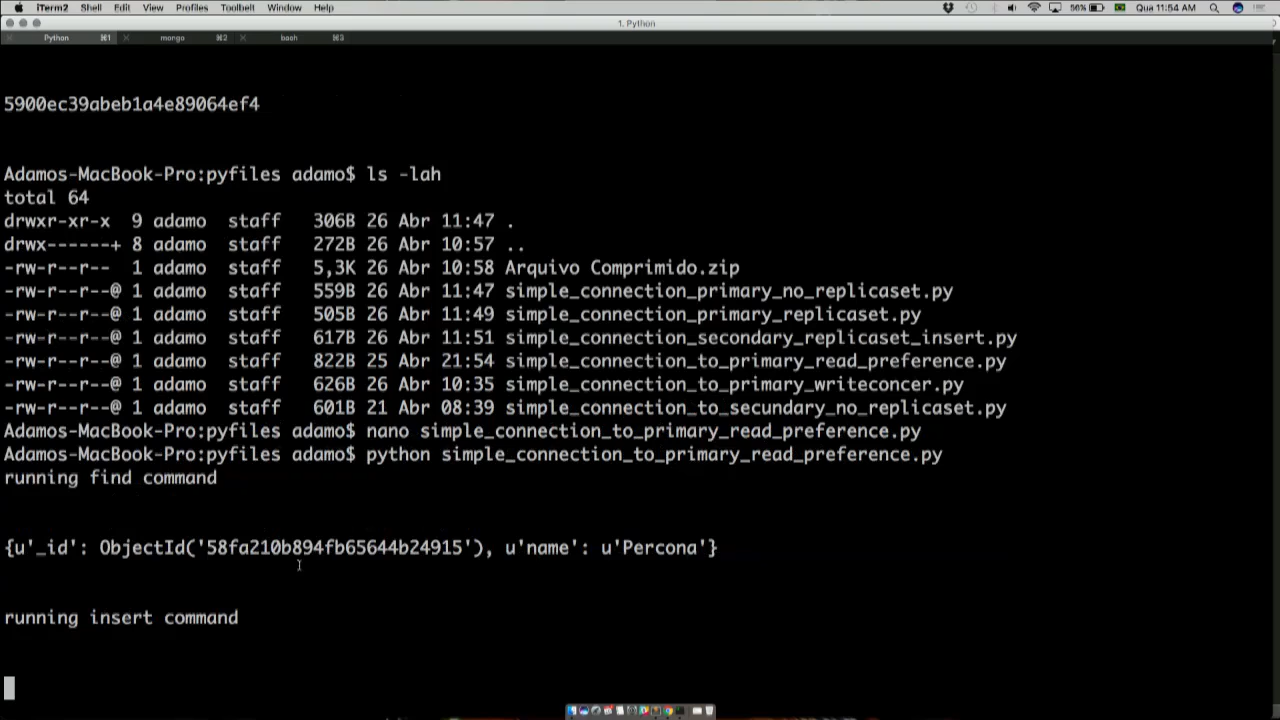 iTerm2 Shell Edit View Profiles Toolbelt Window Help 56% Qua 11:54 AM
1. Python
Python ⌘1 mongo ⌘2 bash ⌘3
5900ec39abeb1a4e89064ef4
Adamos-MacBook-Pro:pyfiles adamo$ ls -lah
total 64
drwxr-xr-x 9 adamo staff 306B 26 Abr 11:47 .
drwx------+ 8 adamo staff 272B 26 Abr 10:57 ..
-rw-r--r-- 1 adamo staff 5,3K 26 Abr 10:58 Arquivo Comprimido.zip
-rw-r--r--@ 1 adamo staff 559B 26 Abr 11:47 simple_connection_primary_no_replicaset.py
-rw-r--r--@ 1 adamo staff 505B 26 Abr 11:49 simple_connection_primary_replicaset.py
-rw-r--r--@ 1 adamo staff 617B 26 Abr 11:51 simple_connection_secondary_replicaset_insert.py
-rw-r--r--@ 1 adamo staff 822B 25 Abr 21:54 simple_connection_to_primary_read_preference.py
-rw-r--r--@ 1 adamo staff 626B 26 Abr 10:35 simple_connection_to_primary_writeconcer.py
-rw-r--r--@ 1 adamo staff 601B 21 Abr 08:39 simple_connection_to_secundary_no_replicaset.py
Adamos-MacBook-Pro:pyfiles adamo$ nano simple_connection_to_primary_read_preference.py
Adamos-MacBook-Pro:pyfiles adamo$ python simple_connection_to_primary_read_preference.py
running find command
{u'_id': ObjectId('58fa210b894fb65644b24915'), u'name': u'Percona'}
running insert command